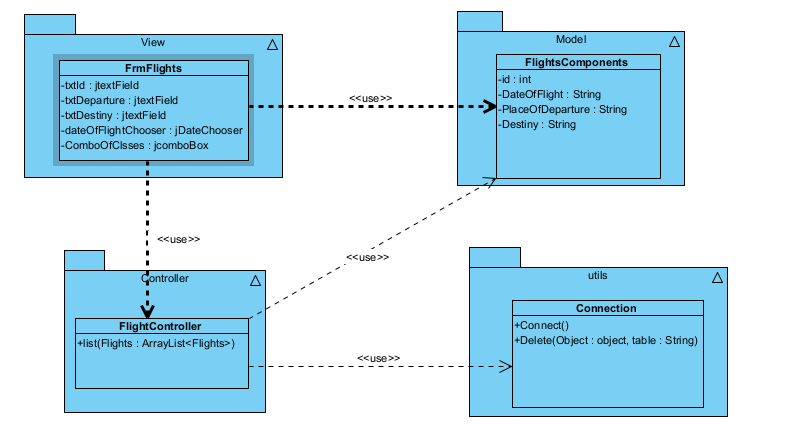 View
FrmFlights
-txtId : jtextField
-txtDeparture : jtextField
-txtDestiny : jtextField
-dateOfFlightChooser : jDateChooser
-ComboOfClsses : jcomboBox
<<use>>
Model
FlightsComponents
-id : int
-DateOfFlight : String
-PlaceOfDeparture : String
-Destiny : String
<<use>>
<<use>>
Controller
FlightController
+list(Flights : ArrayList<Flights>)
<<use>>
utils
Connection
+Connect()
+Delete(Object : object, table : String)